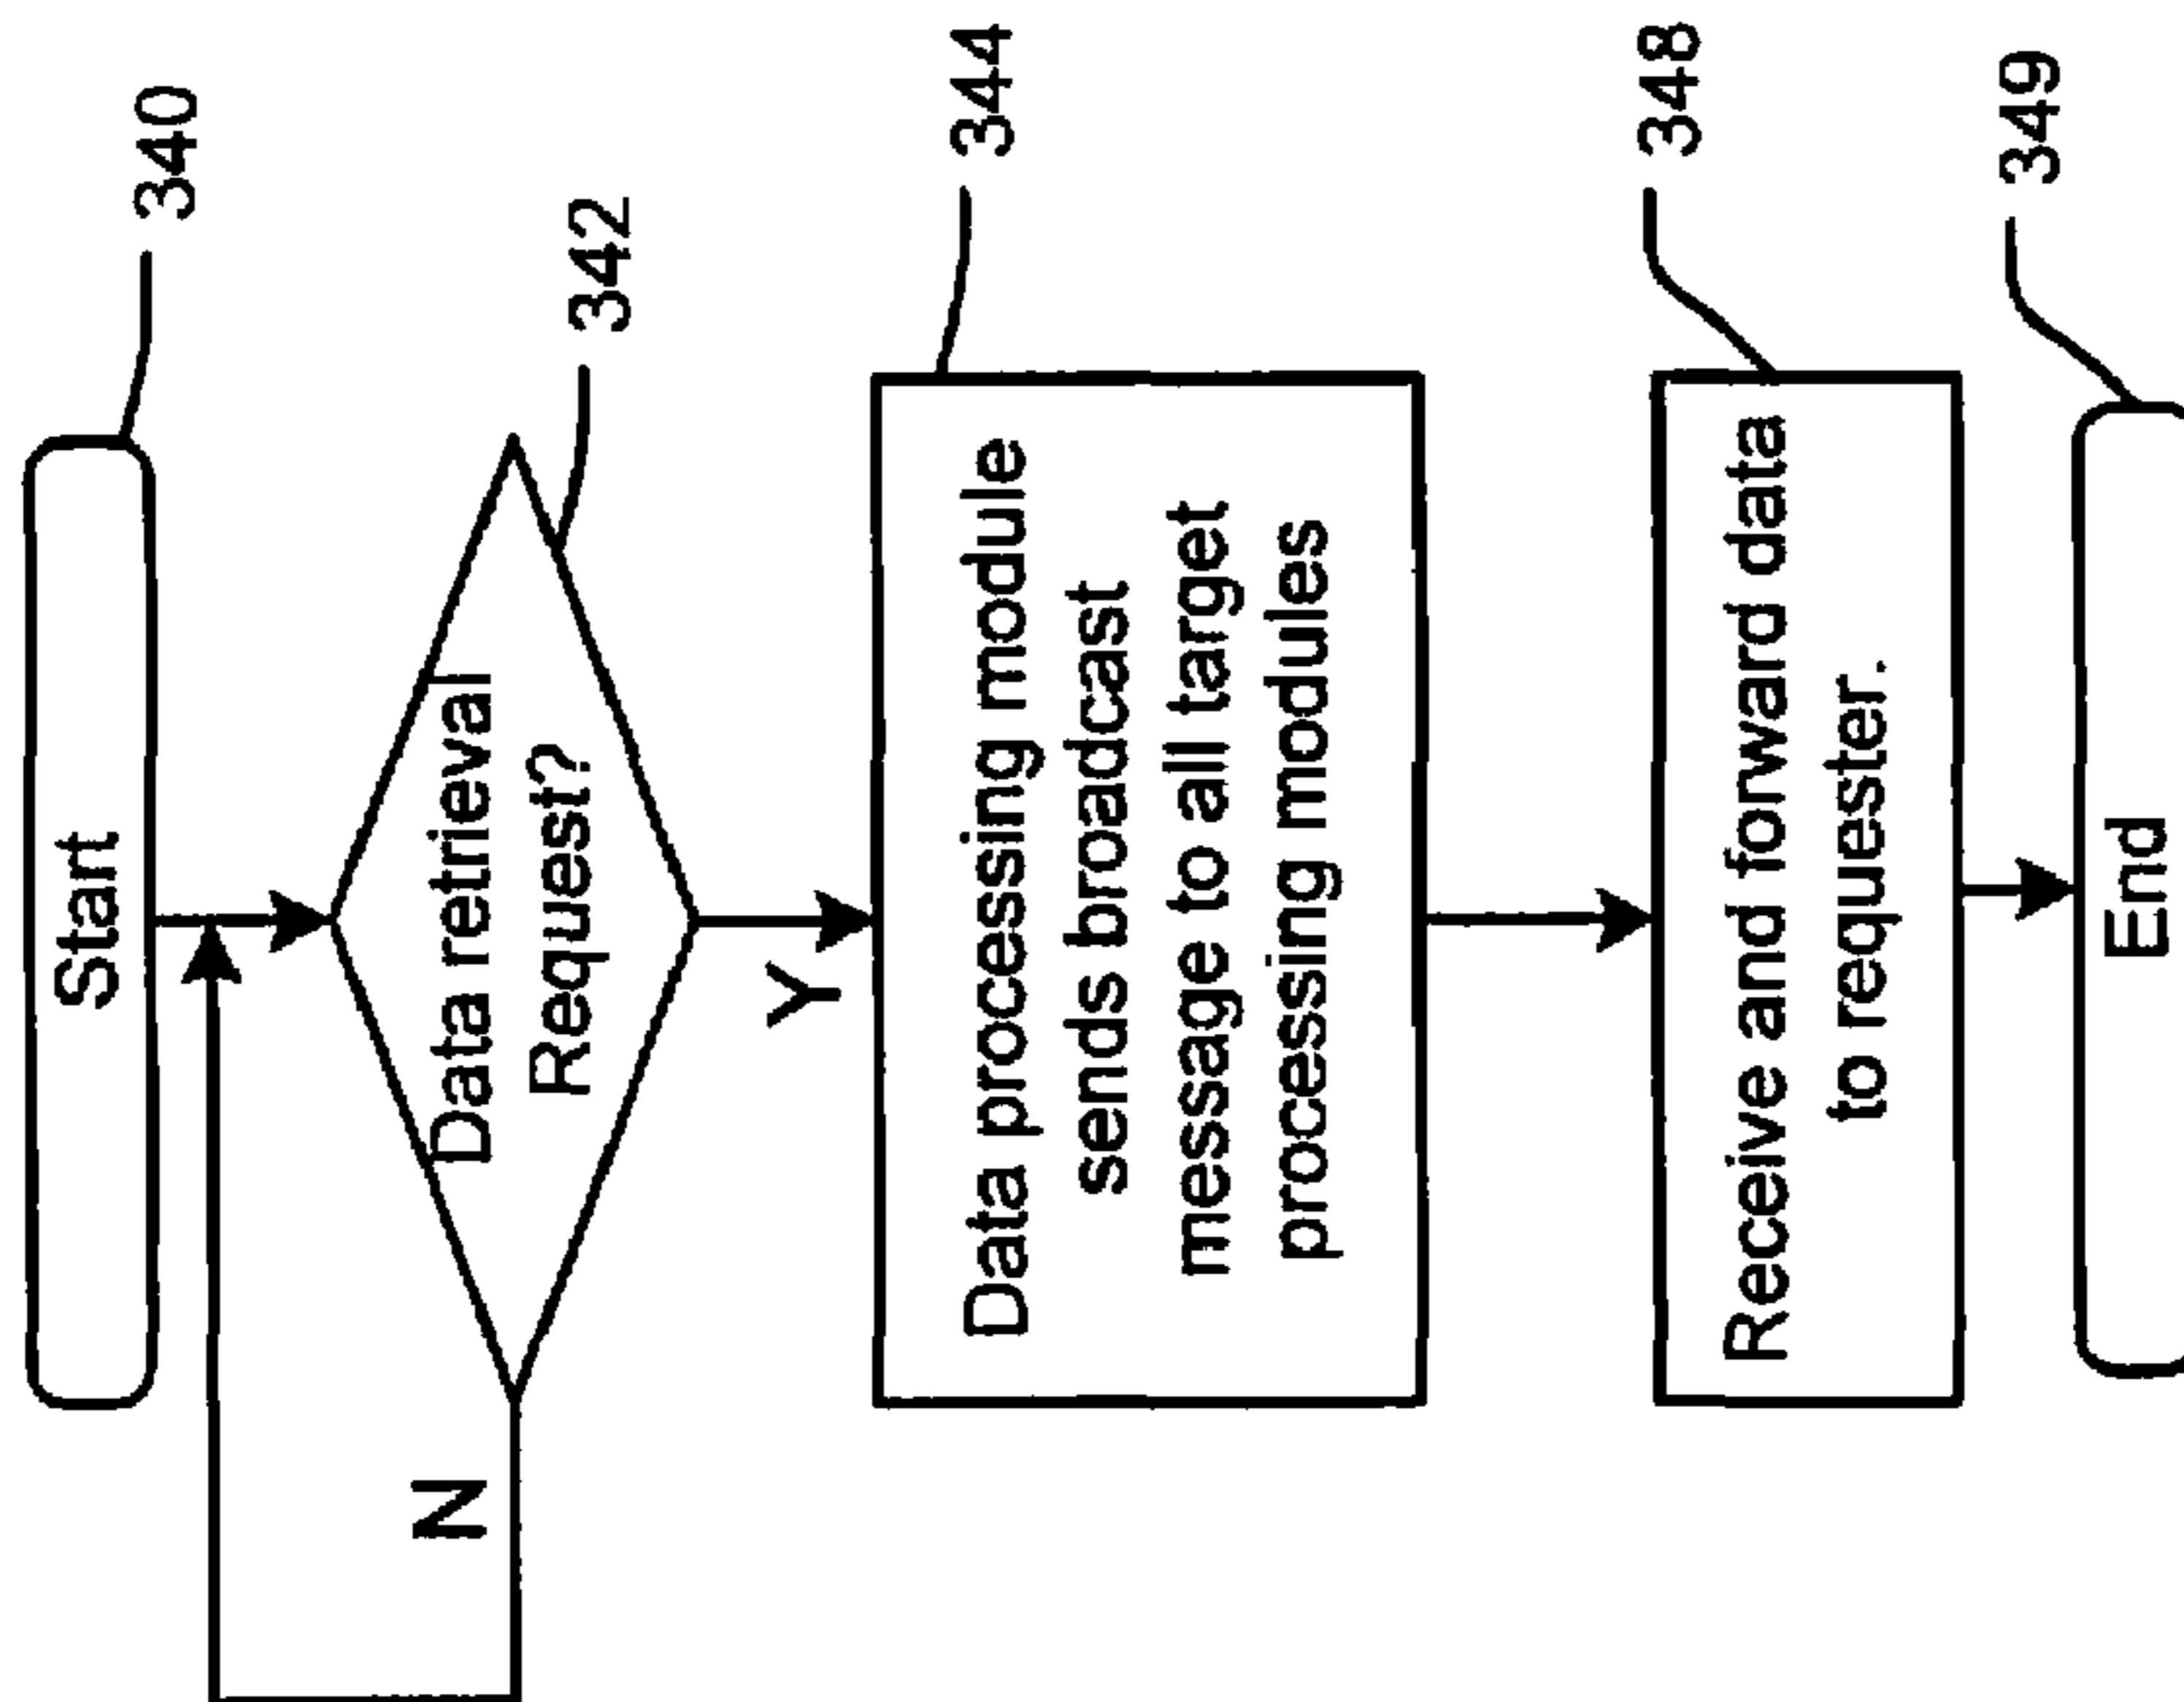 Start
340
Data retrieval
Request?
342
N
Y
Data processing module
sends broadcast
message to all target
processing modules
344
Receive and forward data
to requester.
348
End
349